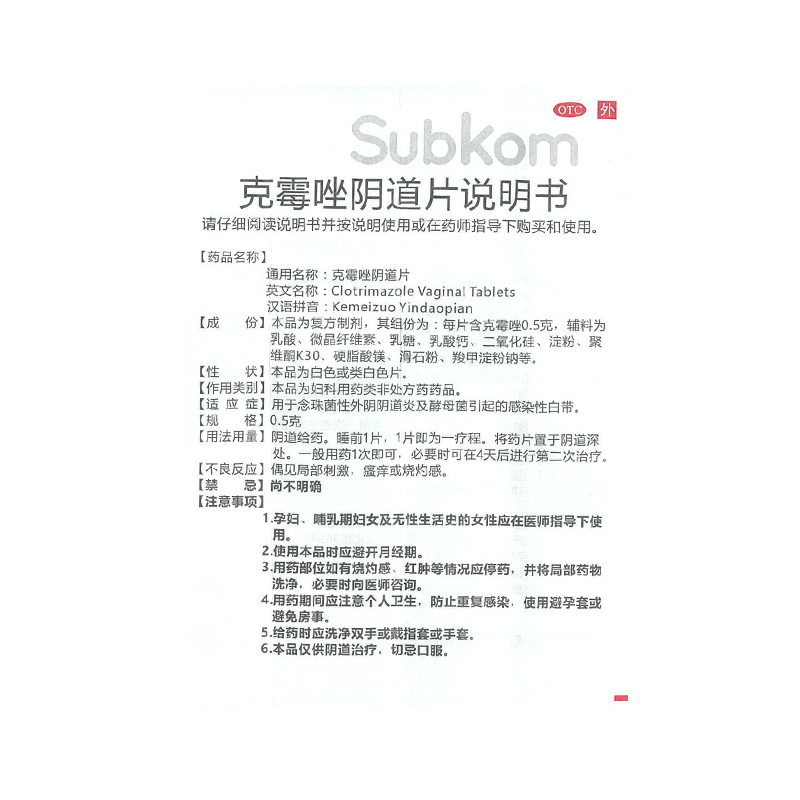 OTC 外
Subkom
克霉唑阴道片说明书
请仔细阅读说明书并按说明使用或在药师指导下购买和使用。
【药品名称】
通用名称：克霉唑阴道片
英文名称：Clotrimazole Vaginal Tablets
汉语拼音：Kemeizuo Yindaopian
【成 份】本品为复方制剂，其组份为：每片含克霉唑0.5克，辅料为
乳酸、微晶纤维素、乳糖、乳酸钙、二氧化硅、淀粉、聚
维酮K30、硬脂酸镁、滑石粉、羧甲淀粉钠等。
【性 状】本品为白色或类白色片。
【作用类别】本品为妇科用药类非处方药药品。
【适 应 症】用于念珠菌性外阴阴道炎及酵母菌引起的感染性白带。
【规 格】0.5克
【用法用量】阴道给药。睡前1片，1片即为一疗程。将药片置于阴道深
处。一般用药1次即可，必要时可在4天后进行第二次治疗。
【不良反应】偶见局部刺激，瘙痒或烧灼感。
【禁 忌】尚不明确
【注意事项】
1.孕妇、哺乳期妇女及无性生活史的女性应在医师指导下使
用。
2.使用本品时应避开月经期。
3.用药部位如有烧灼感、红肿等情况应停药，并将局部药物
洗净，必要时向医师咨询。
4.用药期间应注意个人卫生，防止重复感染，使用避孕套或
避免房事。
5.给药时应洗净双手或戴指套或手套。
6.本品仅供阴道治疗，切忌口服。